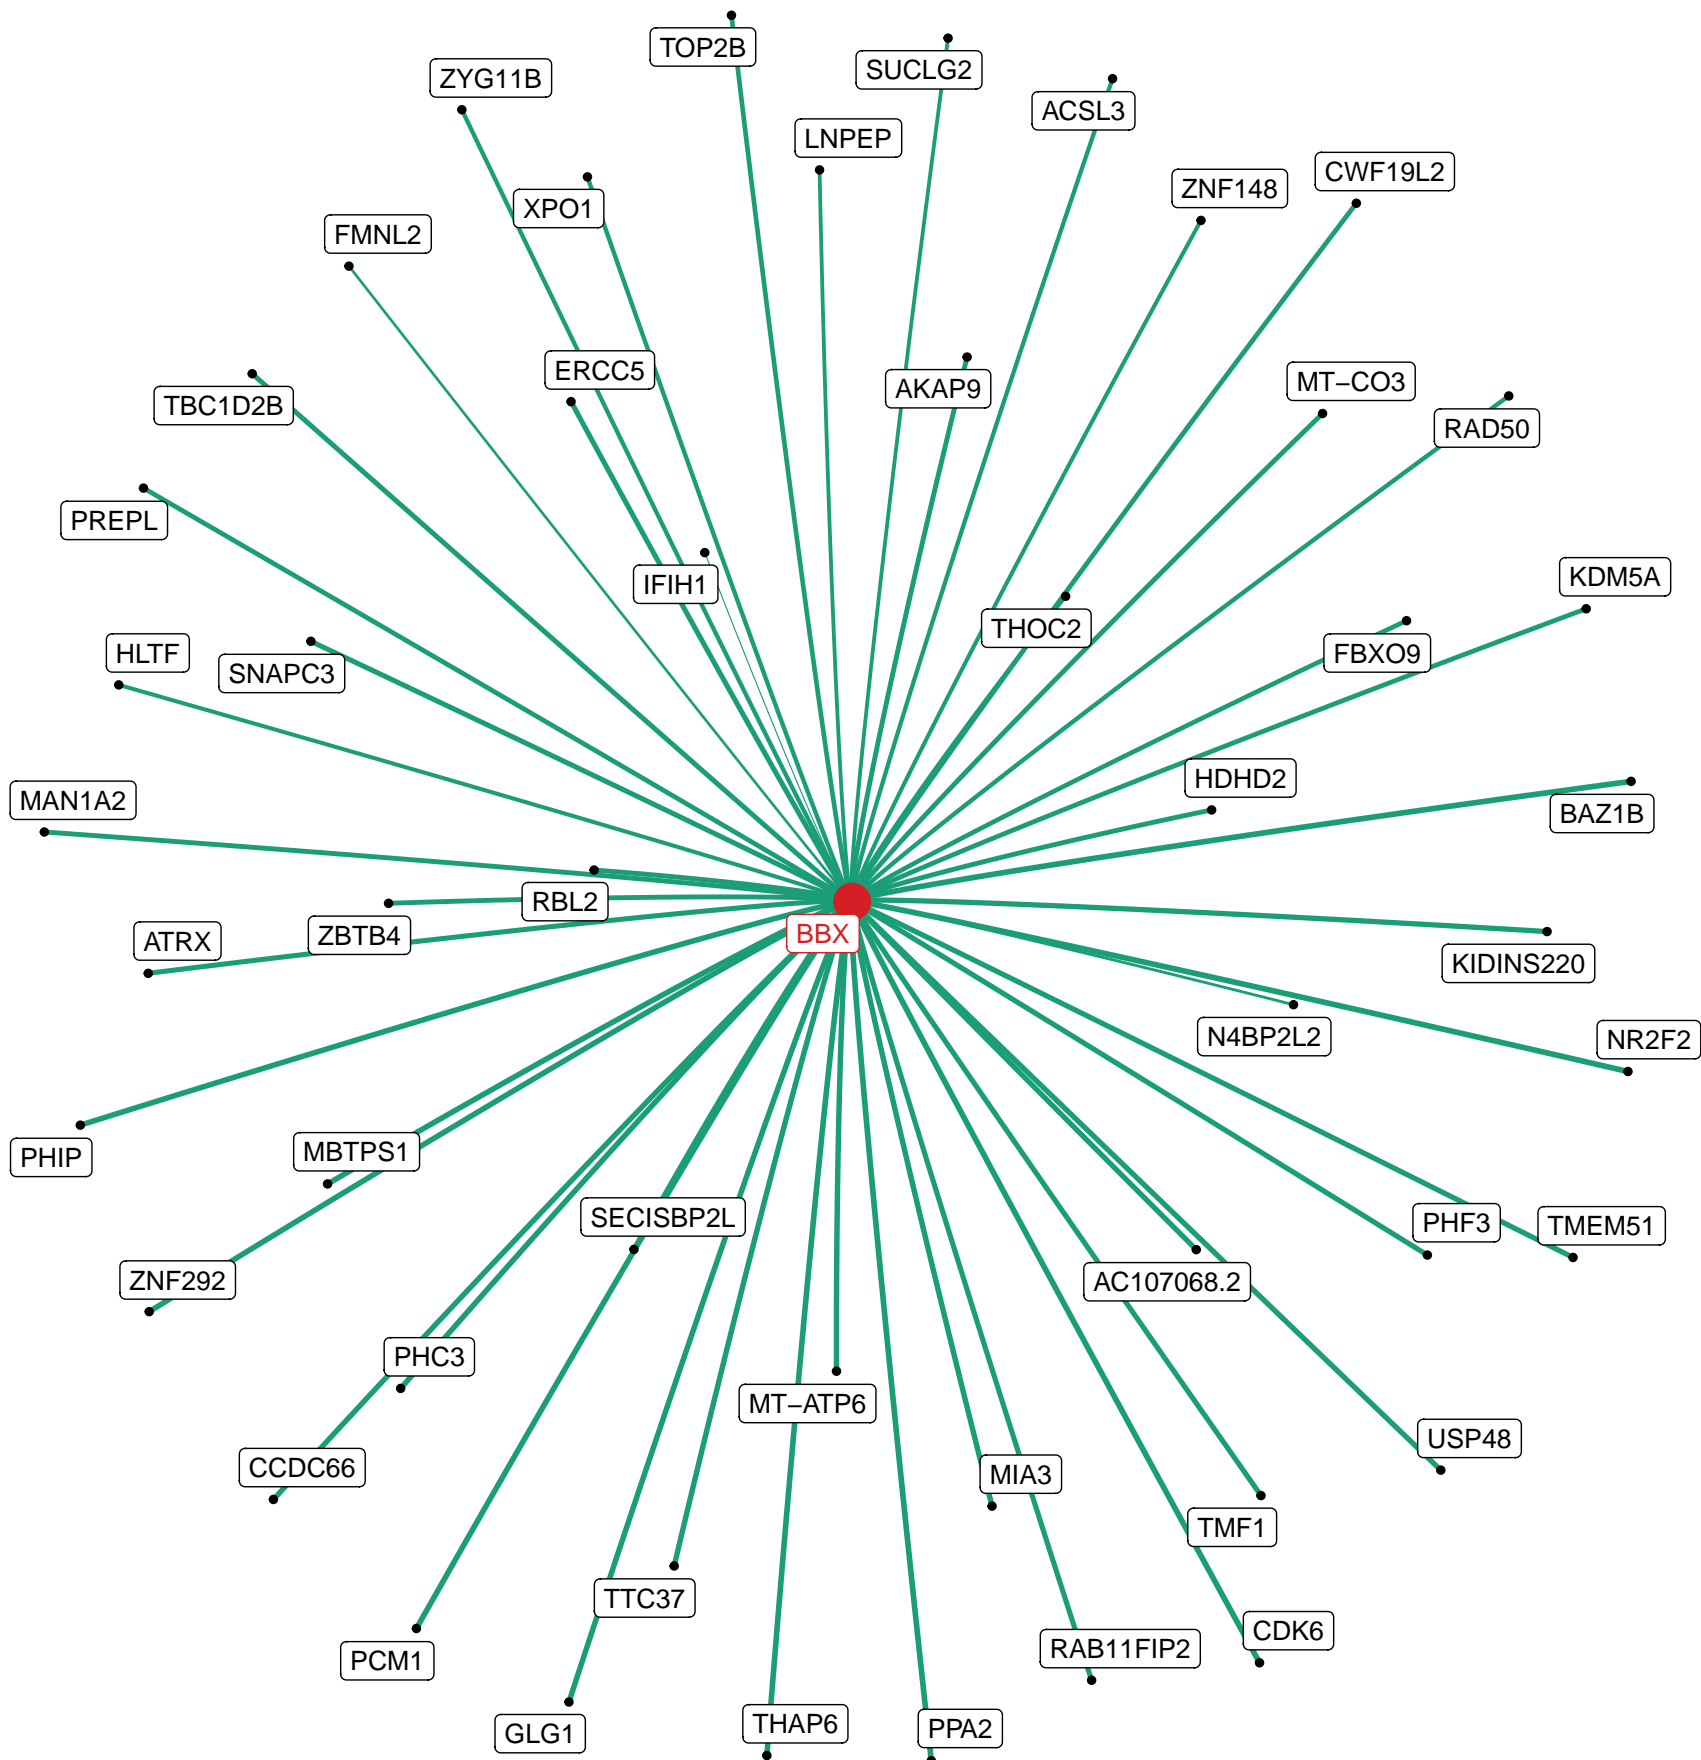 TOP2B
SUCLG2
ZYG11B
ACSL3
LNPEP
CWF19L2
ZNF148
XPO1
FMNL2
ERCC5
MT−CO3
AKAP9
TBC1D2B
RAD50
PREPL
KDM5A
IFIH1
THOC2
HLTF
FBXO9
SNAPC3
HDHD2
MAN1A2
BAZ1B
RBL2
BBX
ZBTB4
ATRX
KIDINS220
N4BP2L2
NR2F2
MBTPS1
PHIP
SECISBP2L
PHF3
TMEM51
ZNF292
AC107068.2
PHC3
MT−ATP6
USP48
CCDC66
MIA3
TMF1
TTC37
CDK6
RAB11FIP2
PCM1
THAP6
PPA2
GLG1